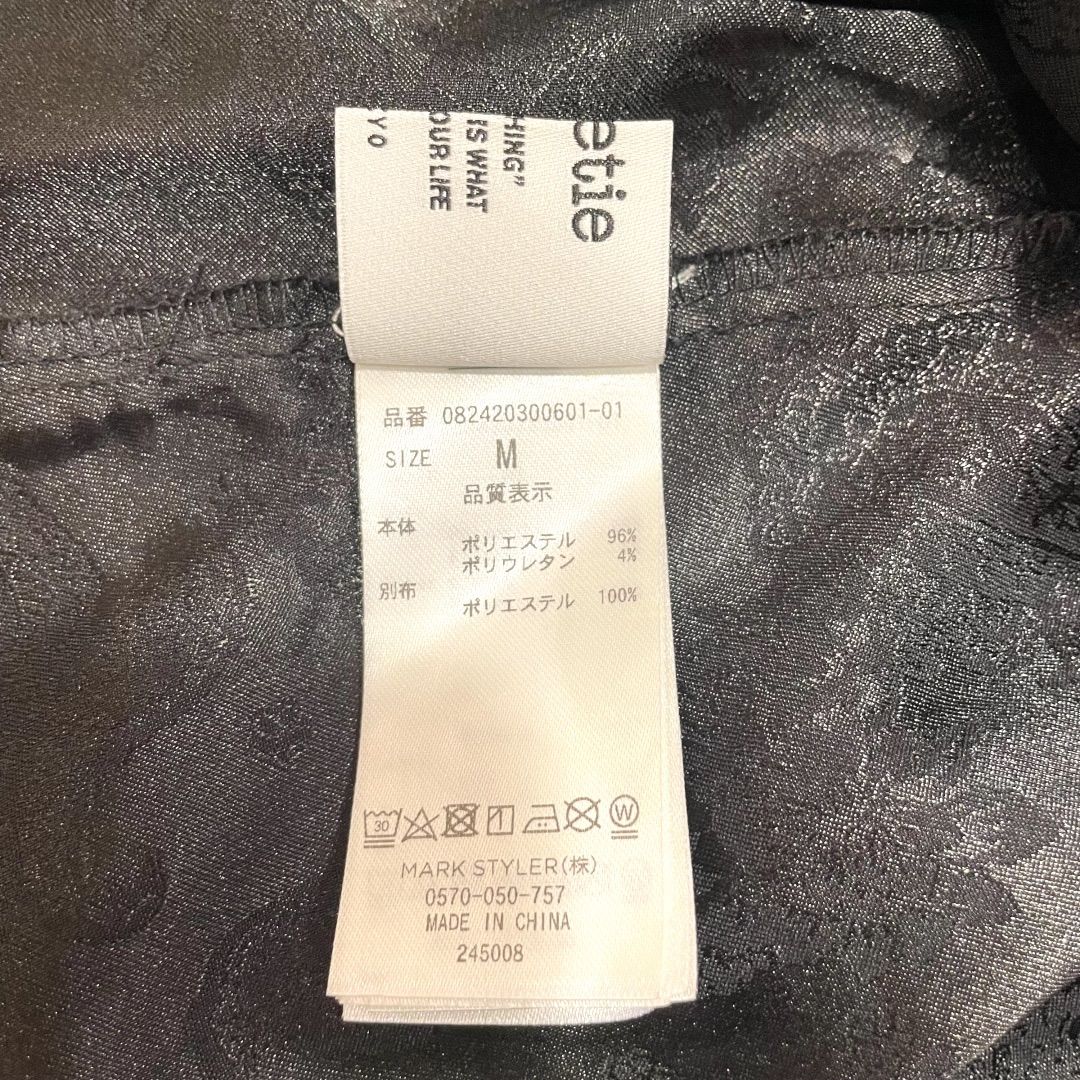 etie
HING"
IS WHAT
OUR LIFE
YO
品番 082420300601-01
SIZE M
品質表示
本体
ポリエステル 96%
ポリウレタン 4%
別布
ポリエステル 100%
30
W
MARK STYLER(株)
0570-050-757
MADE IN CHINA
245008